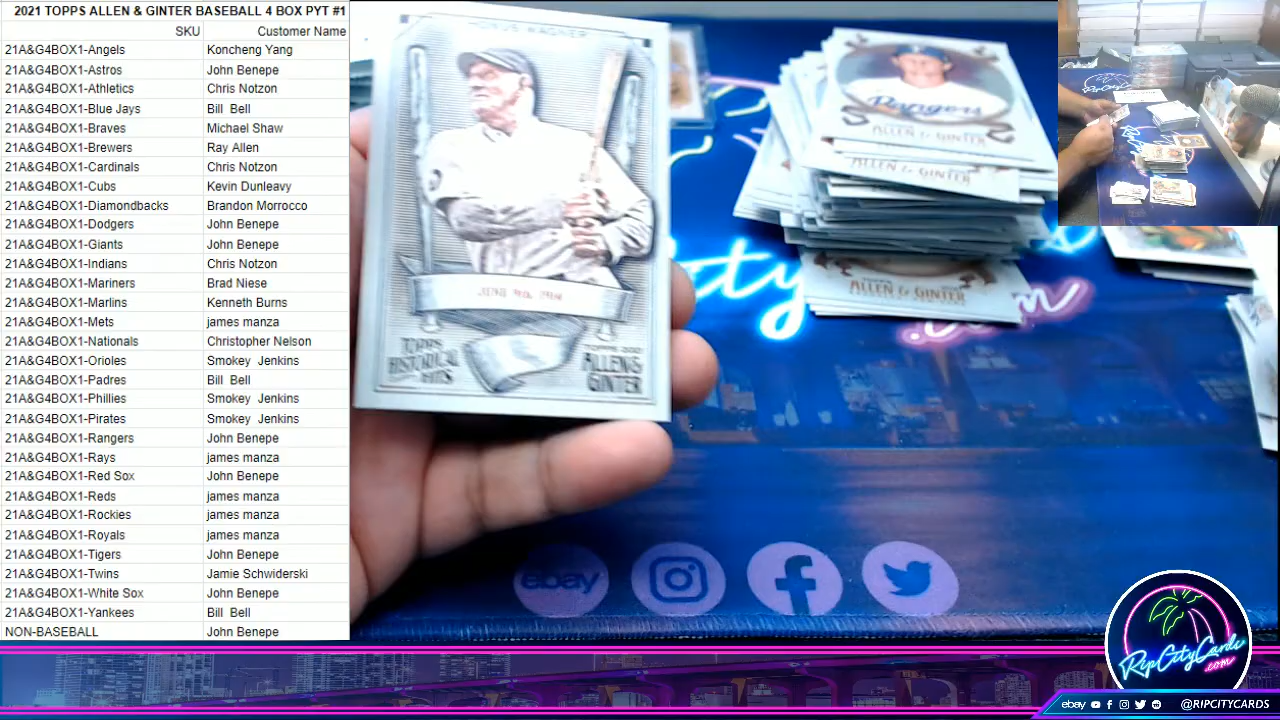 2021 TOPPS ALLEN & GINTER BASEBALL 4 BOX PYT #1
SKU Customer Name
21A&G4BOX1-Angels Koncheng Yang
21A&G4BOX1-Astros John Benepe
21A&G4BOX1-Athletics Chris Notzon
21A&G4BOX1-Blue Jays Bill Bell
21A&G4BOX1-Braves Michael Shaw
21A&G4BOX1-Brewers Ray Allen
21A&G4BOX1-Cardinals Chris Notzon
21A&G4BOX1-Cubs Kevin Dunleavy
21A&G4BOX1-Diamondbacks Brandon Morrocco
21A&G4BOX1-Dodgers John Benepe
21A&G4BOX1-Giants John Benepe
21A&G4BOX1-Indians Chris Notzon
21A&G4BOX1-Mariners Brad Niese
21A&G4BOX1-Marlins Kenneth Burns
21A&G4BOX1-Mets james manza
21A&G4BOX1-Nationals Christopher Nelson
21A&G4BOX1-Orioles Smokey Jenkins
21A&G4BOX1-Padres Bill Bell
21A&G4BOX1-Phillies Smokey Jenkins
21A&G4BOX1-Pirates Smokey Jenkins
21A&G4BOX1-Rangers John Benepe
21A&G4BOX1-Rays james manza
21A&G4BOX1-Red Sox John Benepe
21A&G4BOX1-Reds james manza
21A&G4BOX1-Rockies james manza
21A&G4BOX1-Royals james manza
21A&G4BOX1-Tigers John Benepe
21A&G4BOX1-Twins Jamie Schwiderski
21A&G4BOX1-White Sox John Benepe
21A&G4BOX1-Yankees Bill Bell
NON-BASEBALL John Benepe
HONUS WAGNER
TOPPS
HISTORICAL
HITS
ALLEN &
GINTER
ALLEN & GINTER
ALLEN & GINTER
ALLEN & GINTER
ty
.com
ebay
RipCityCards
.com
ebay @RIPCITYCARDS